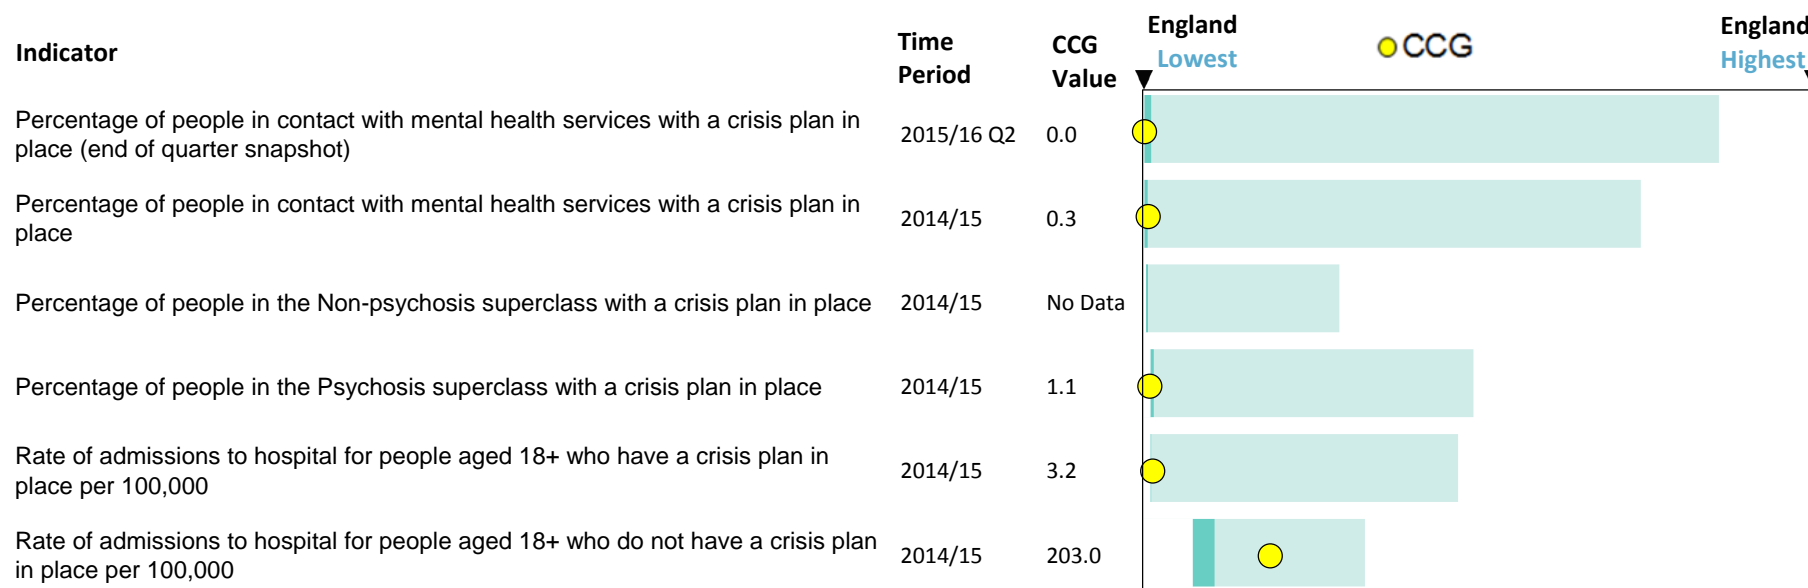 Indicator
Time
Period
CCG
Value
England
Lowest
CCG
England
Highest
Percentage of people in contact with mental health services with a crisis plan in
place (end of quarter snapshot)
2015/16 Q2
0.0
Percentage of people in contact with mental health services with a crisis plan in
place
2014/15
0.3
Percentage of people in the Non-psychosis superclass with a crisis plan in place
2014/15
No Data
Percentage of people in the Psychosis superclass with a crisis plan in place
2014/15
1.1
Rate of admissions to hospital for people aged 18+ who have a crisis plan in
place per 100,000
2014/15
3.2
Rate of admissions to hospital for people aged 18+ who do not have a crisis plan
in place per 100,000
2014/15
203.0